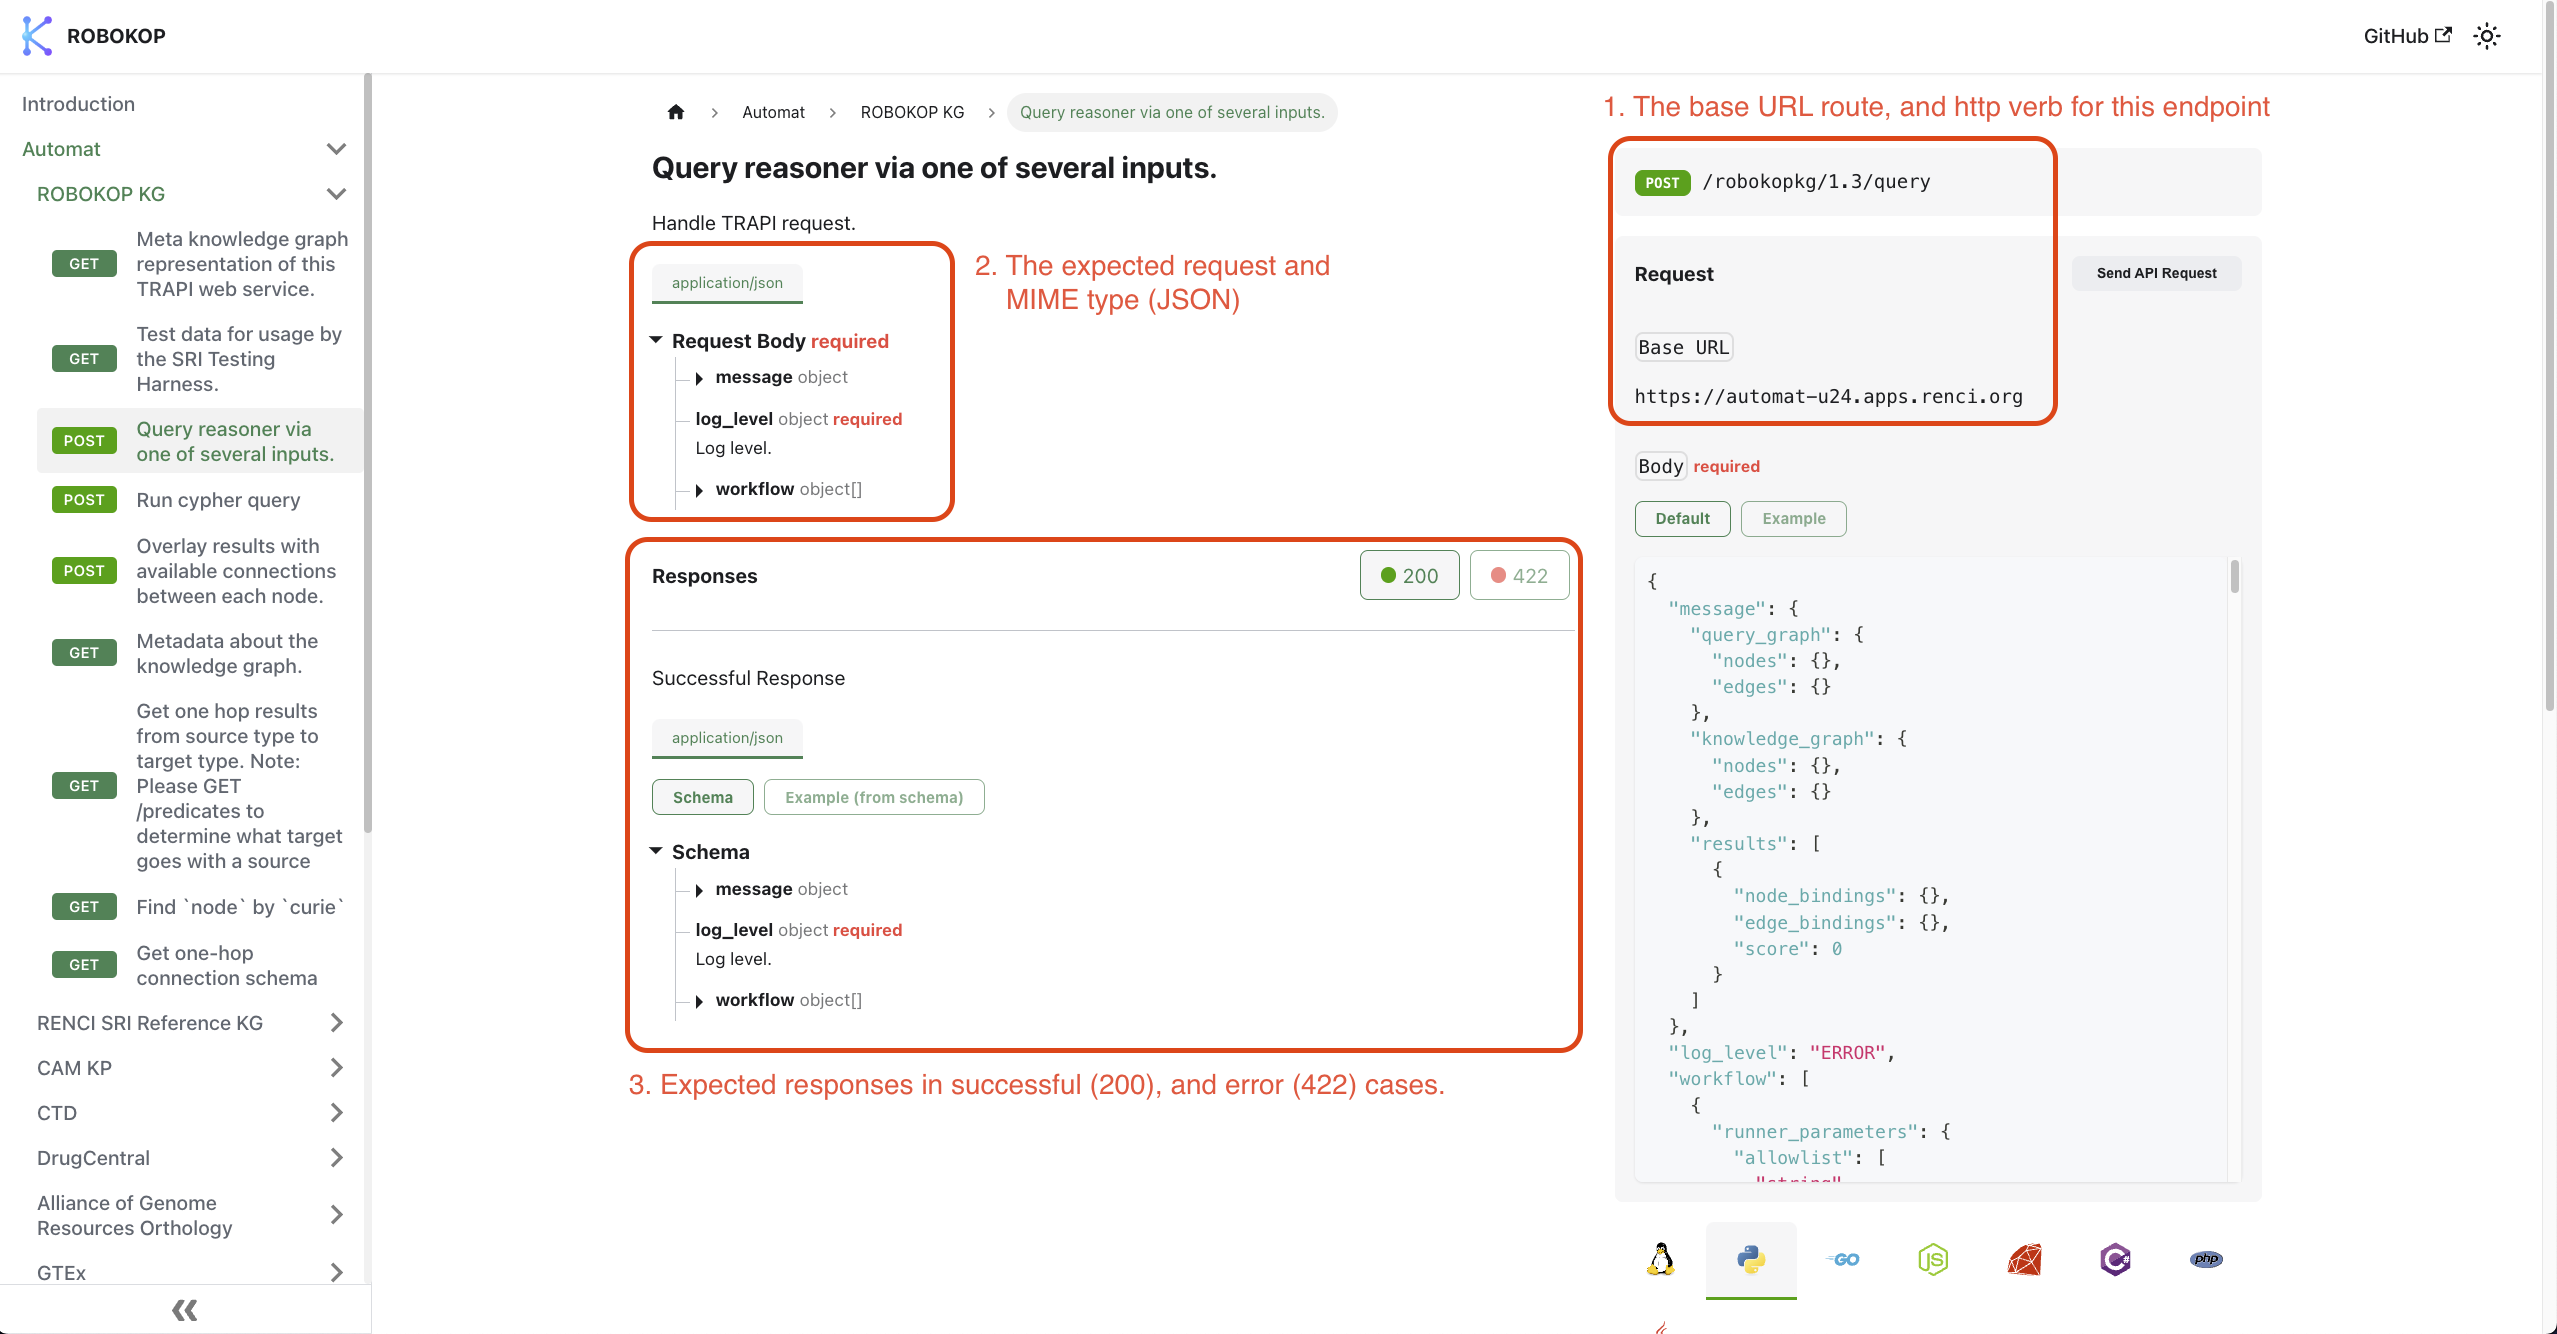 ROBOKOP
GitHub
Introduction
Automat
ROBOKOP KG
GET
Meta knowledge graph
representation of this
TRAPI web service.
GET
Test data for usage by
the SRI Testing
Harness.
POST
Query reasoner via
one of several inputs.
POST
Run cypher query
POST
Overlay results with
available connections
between each node.
GET
Metadata about the
knowledge graph.
GET
Get one hop results
from source type to
target type. Note:
Please GET
/predicates to
determine what target
goes with a source
GET
Find `node` by `curie`
GET
Get one-hop
connection schema
RENCI SRI Reference KG
CAM KP
CTD
DrugCentral
Alliance of Genome
Resources Orthology
GTEx
Automat
ROBOKOP KG
Query reasoner via one of several inputs.
Query reasoner via one of several inputs.
Handle TRAPI request.
application/json
Request Body required
message object
log_level object required
Log level.
workflow object[]
2. The expected request and
MIME type (JSON)
Responses
200
422
Successful Response
application/json
Schema
Example (from schema)
Schema
message object
log_level object required
Log level.
workflow object[]
3. Expected responses in successful (200), and error (422) cases.
1. The base URL route, and http verb for this endpoint
POST /robokopkg/1.3/query
Request
Send API Request
Base URL
https://automat-u24.apps.renci.org
Body required
Default
Example
{
"message": {
"query_graph": {
"nodes": {},
"edges": {}
},
"knowledge_graph": {
"nodes": {},
"edges": {}
},
"results": [
{
"node_bindings": {},
"edge_bindings": {},
"score": 0
}
]
},
"log_level": "ERROR",
"workflow": [
{
"runner_parameters": {
"allowlist": [
"string"
GO
JS
C#
php